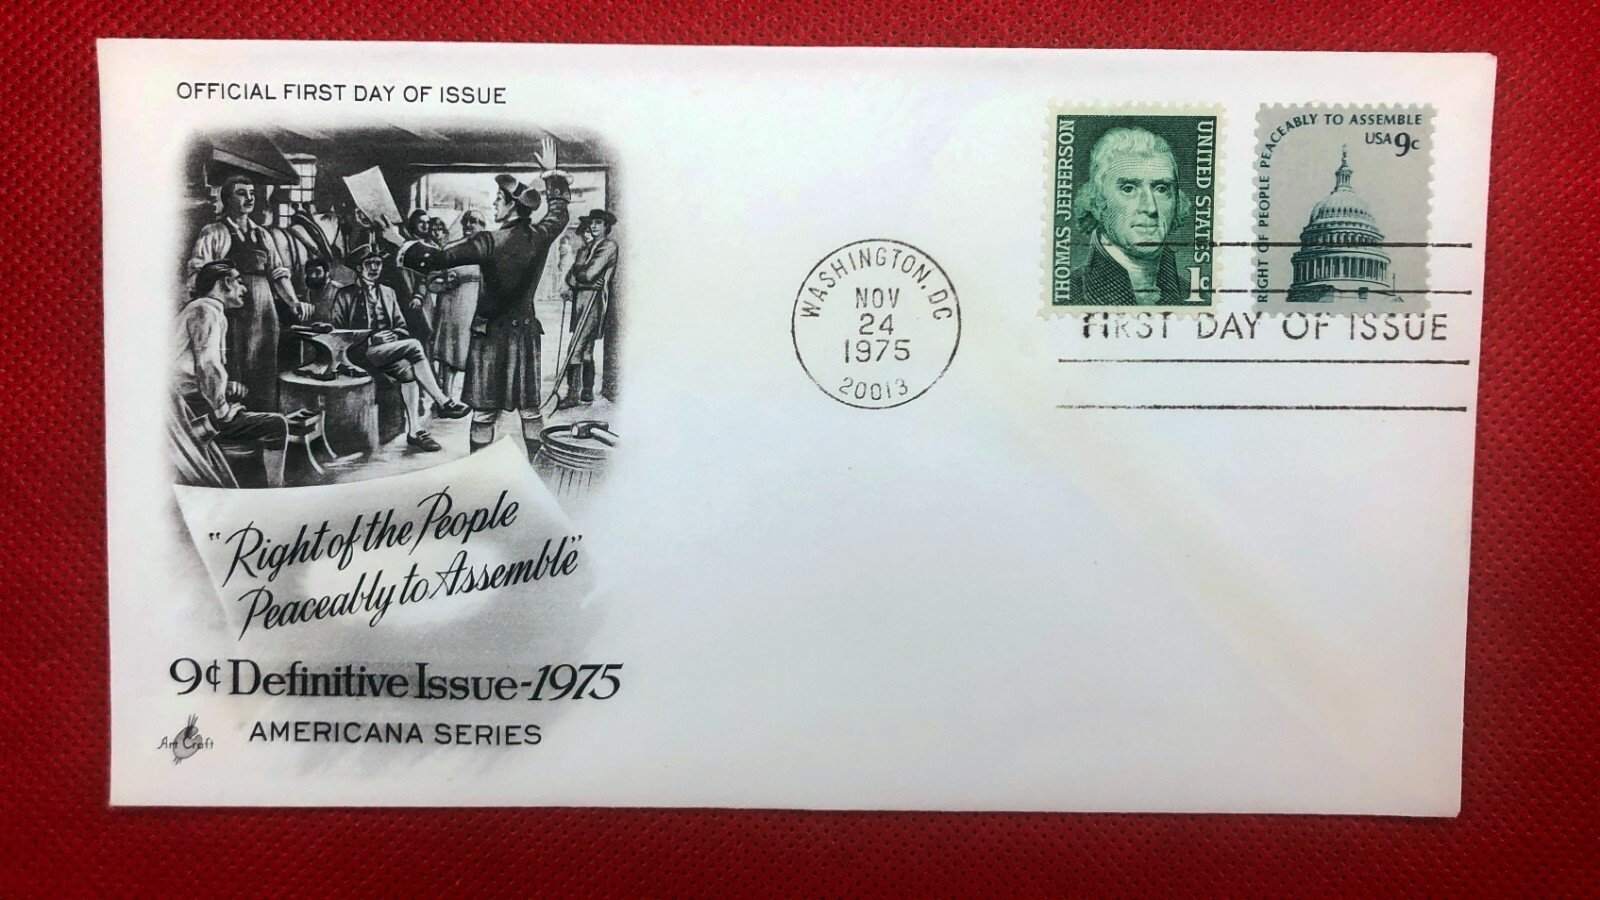 OFFICIAL FIRST DAY OF ISSUE
"Right of the People
Peaceably to Assemble"
9¢ Definitive Issue-1975
AMERICANA SERIES
Art Craft
WASHINGTON, DC
NOV
24
1975
20013
THOMAS JEFFERSON
UNITED STATES
1c
RIGHT OF PEOPLE PEACEABLY TO ASSEMBLE
USA 9c
FIRST DAY OF ISSUE